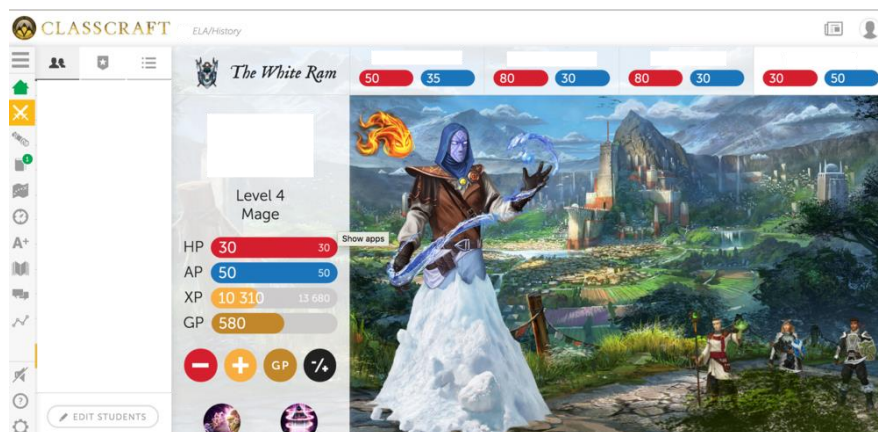 CLASSCRAFT ELA/History
The White Ram
50 35 80 30 80 30 30 50
1
A+
Level 4
Mage
HP 30 30
Show apps
AP 50 50
XP 10 310 13 680
GP 580
GP
-/+
EDIT STUDENTS